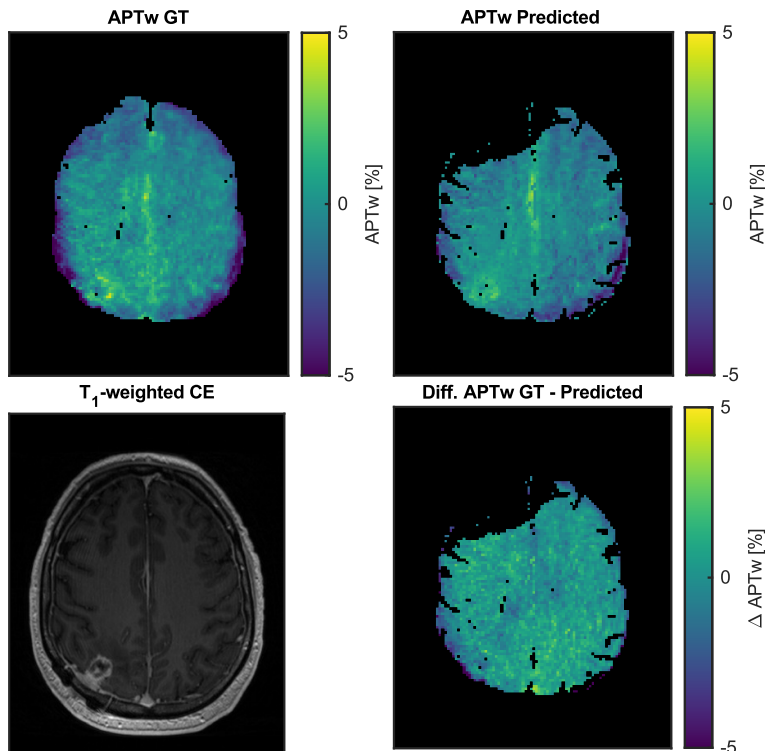 APTw GT
APTw Predicted
5
0
-5
APTw [%]
5
0
-5
APTw [%]
T1-weighted CE
Diff. APTw GT - Predicted
5
0
-5
Δ APTw [%]